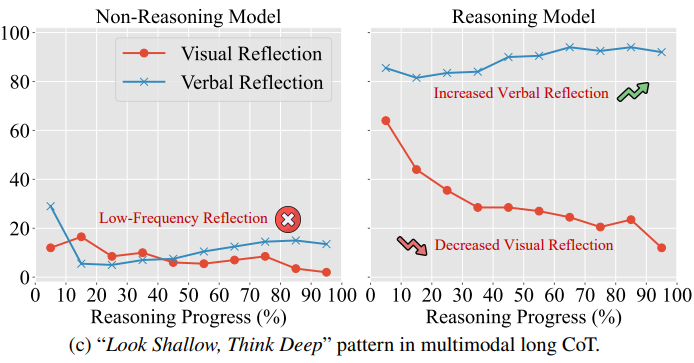 Non-Reasoning Model
Reasoning Model
100
80
60
40
20
0
Visual Reflection
Verbal Reflection
Low-Frequency Reflection
Increased Verbal Reflection
Decreased Visual Reflection
0 10 20 30 40 50 60 70 80 90 100
0 10 20 30 40 50 60 70 80 90 100
Reasoning Progress (%)
Reasoning Progress (%)
(c) “Look Shallow, Think Deep” pattern in multimodal long CoT.